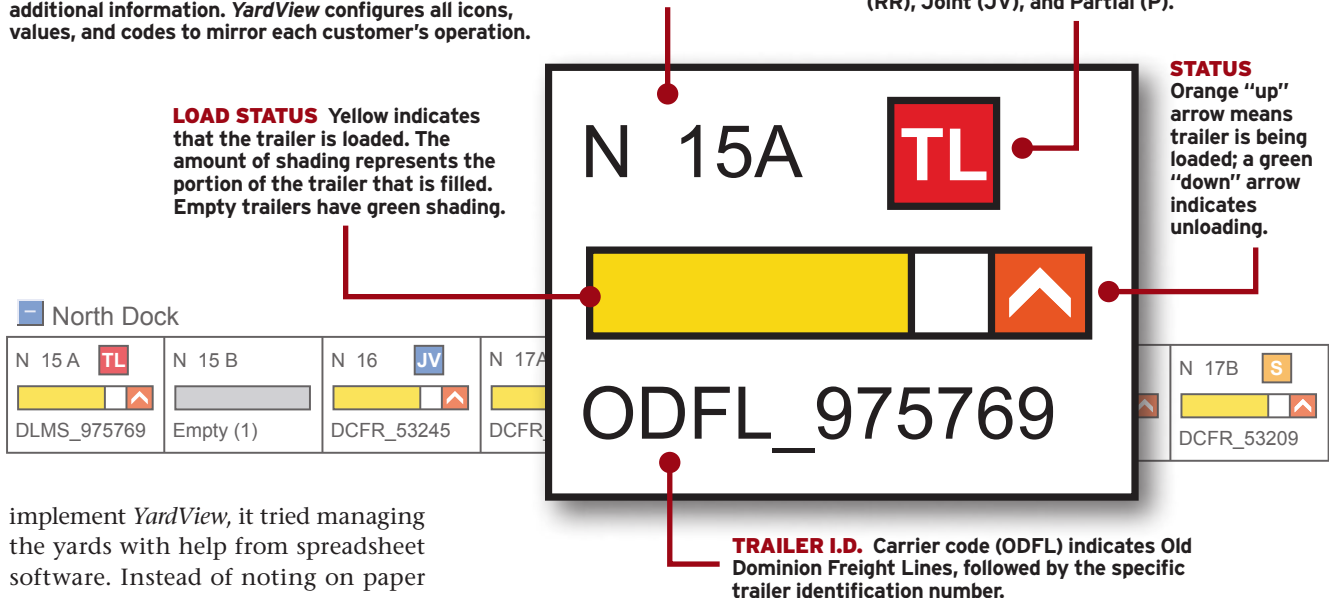 additional information. YardView configures all icons,
values, and codes to mirror each customer's operation.
(RR), Joint (JV), and Partial (P).
LOAD STATUS Yellow indicates
that the trailer is loaded. The
amount of shading represents the
portion of the trailer that is filled.
Empty trailers have green shading.
N 15A TL
ODFL_975769
STATUS
Orange "up"
arrow means
trailer is being
loaded; a green
"down" arrow
indicates
unloading.
North Dock
N 15 A TL
DLMS_975769
N 15 B
Empty (1)
N 16 JV
DCFR_53245
N 17A
DCFR_
N 17B S
DCFR_53209
TRAILER I.D. Carrier code (ODFL) indicates Old
Dominion Freight Lines, followed by the specific
trailer identification number.
implement YardView, it tried managing
the yards with help from spreadsheet
software. Instead of noting on paper